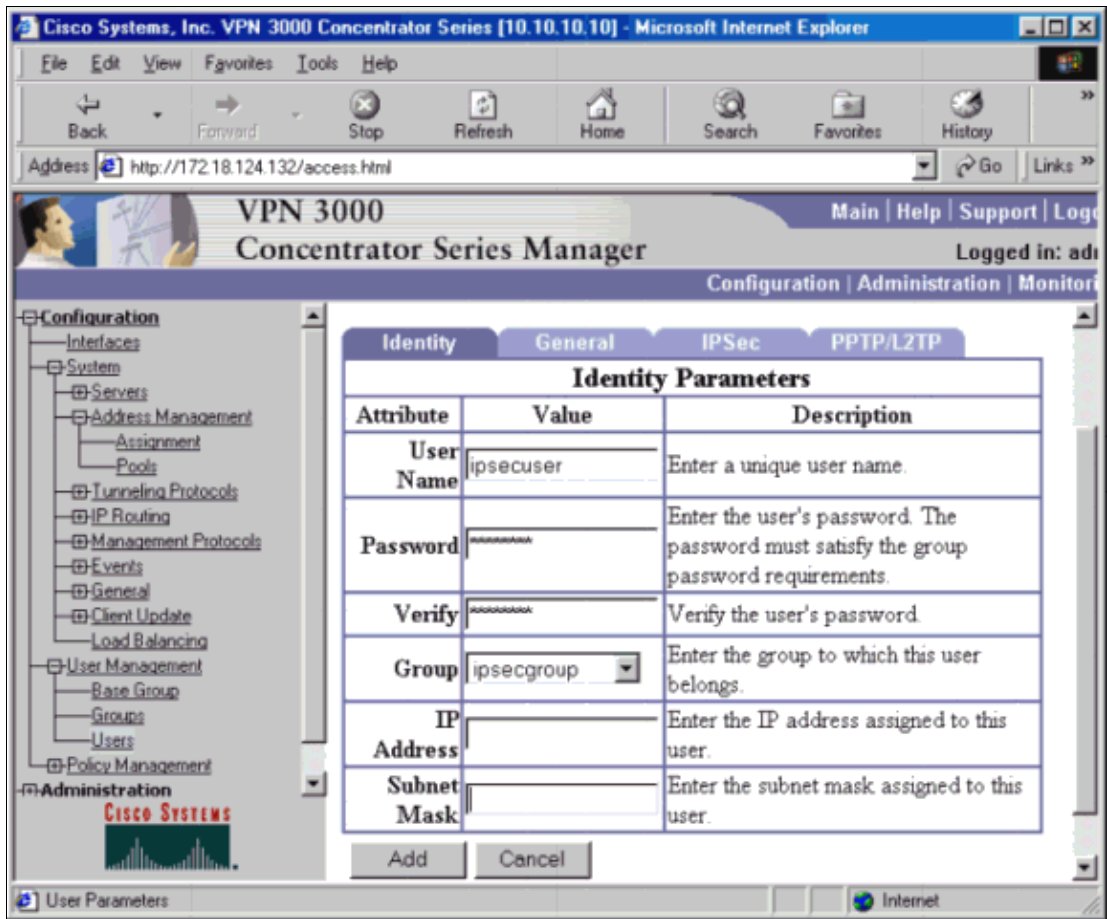 Cisco Systems, Inc. VPN 3000 Concentrator Series [10.10.10.10] - Microsoft Internet Explorer
File Edit View Favorites Tools Help
Back Forward Stop Refresh Home Search Favorites History »
Address http://172.18.124.132/access.html Go Links »
VPN 3000
Concentrator Series Manager
Main | Help | Support | Logo
Logged in: adi
Configuration | Administration | Monitori
Configuration
Interfaces
System
Servers
Address Management
Assignment
Pools
Tunneling Protocols
IP Routing
Management Protocols
Events
General
Client Update
Load Balancing
User Management
Base Group
Groups
Users
Policy Management
Administration
CISCO SYSTEMS
Identity General IPSec PPTP/L2TP
Identity Parameters
Attribute Value Description
User
Name
ipsecuser
Enter a unique user name.
Password
********
Enter the user's password. The
password must satisfy the group
password requirements.
Verify
********
Verify the user's password.
Group
ipsecgroup
Enter the group to which this user
belongs.
IP
Address
Enter the IP address assigned to this
user.
Subnet
Mask
Enter the subnet mask assigned to this
user.
Add Cancel
User Parameters Internet